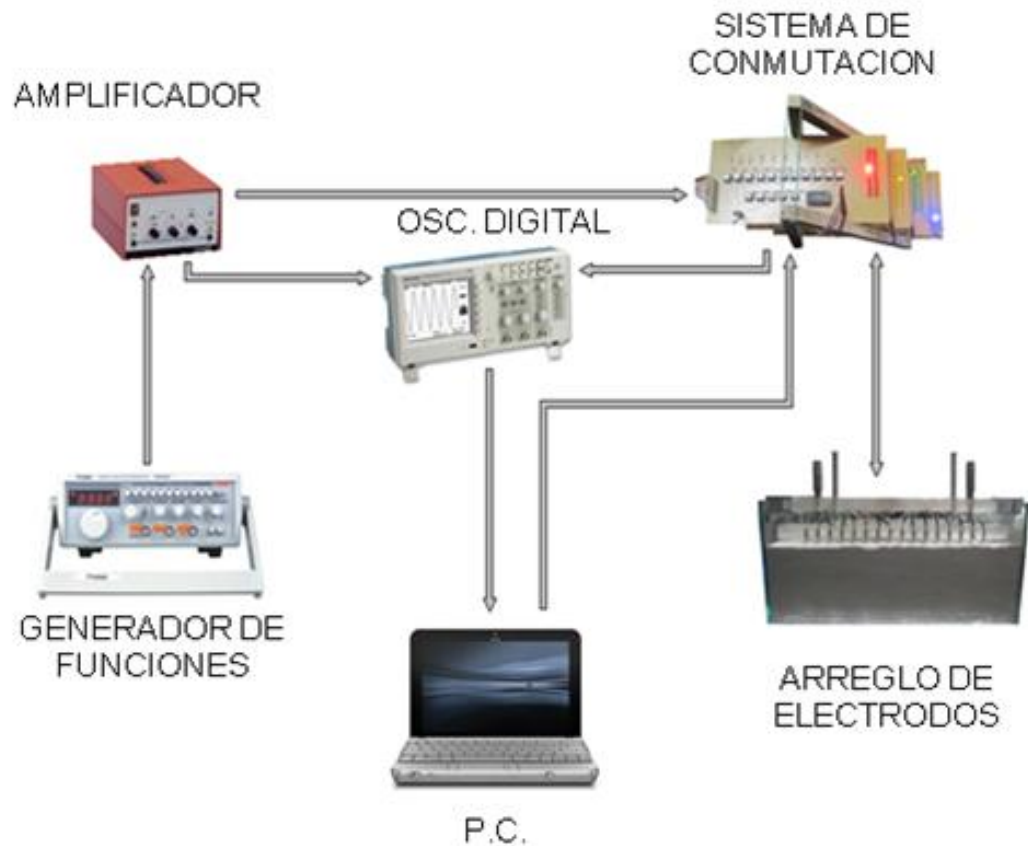 SISTEMA DE
CONMUTACION
AMPLIFICADOR
OSC. DIGITAL
GENERADOR DE
FUNCIONES
ARREGLO DE
ELECTRODOS
P.C.